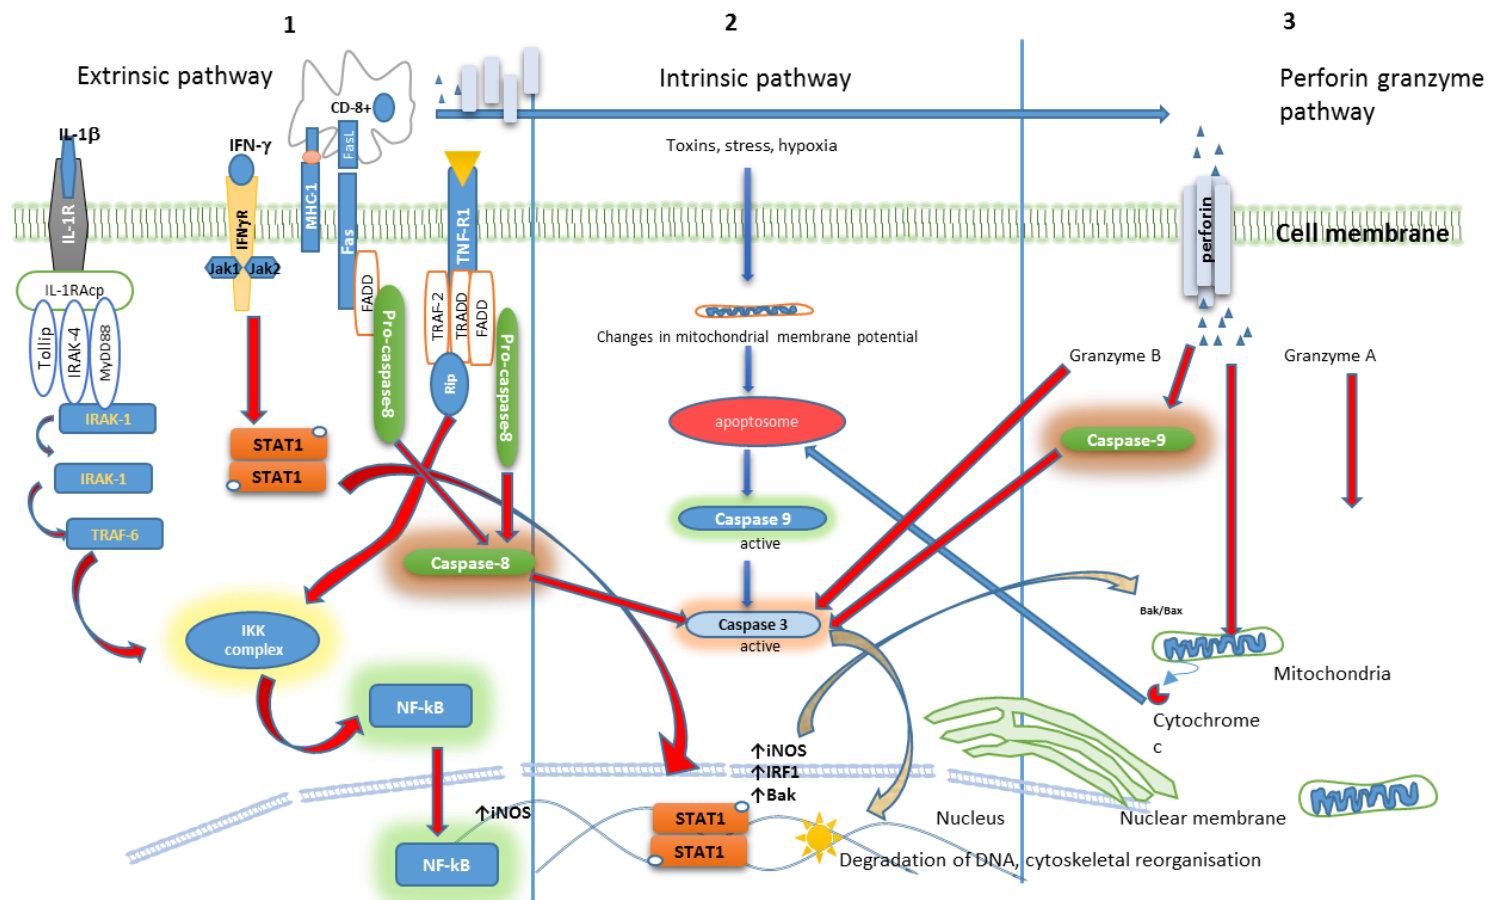 1
2
3
Extrinsic pathway
Intrinsic pathway
Perforin granzyme
pathway
CD-8+
IL-1β
IFN-γ
FasL
Toxins, stress, hypoxia
IL-1R
IFNγR
MHC-1
Fas
TNF-R1
perforin
Cell membrane
Jak1
Jak2
IL-1RAcp
FADD
TRAF-2
TRADD
FADD
Pro-caspase-8
Pro-caspase8
Tollip
IRAK-4
MyDD88
Rip
Changes in mitochdrial membrane potential
Granzyme B
Granzyme A
IRAK-1
STAT1
STAT1
apoptosome
Caspase-9
IRAK-1
TRAF-6
Caspase 9
active
Caspase-8
Caspase 3
active
Bak/Bax
IKK
complex
Mitochondria
NF-kB
Cytochrome
c
↑iNOS
↑IRF1
↑Bak
↑iNOS
STAT1
STAT1
Nucleus
Nuclear membrane
NF-kB
Degradation of DNA, cytoskeletal reorganisation